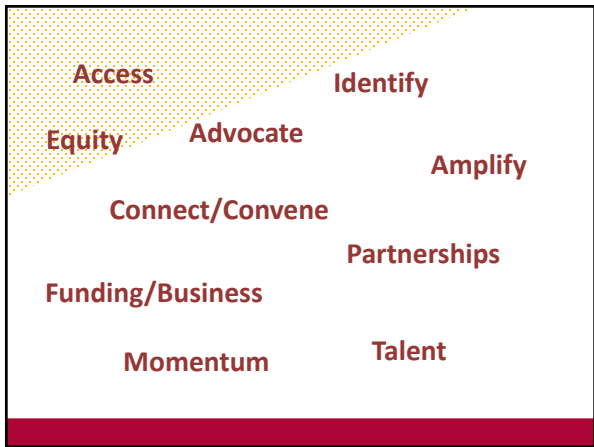 Access
Identify
Equity
Advocate
Amplify
Connect/Convene
Partnerships
Funding/Business
Momentum
Talent